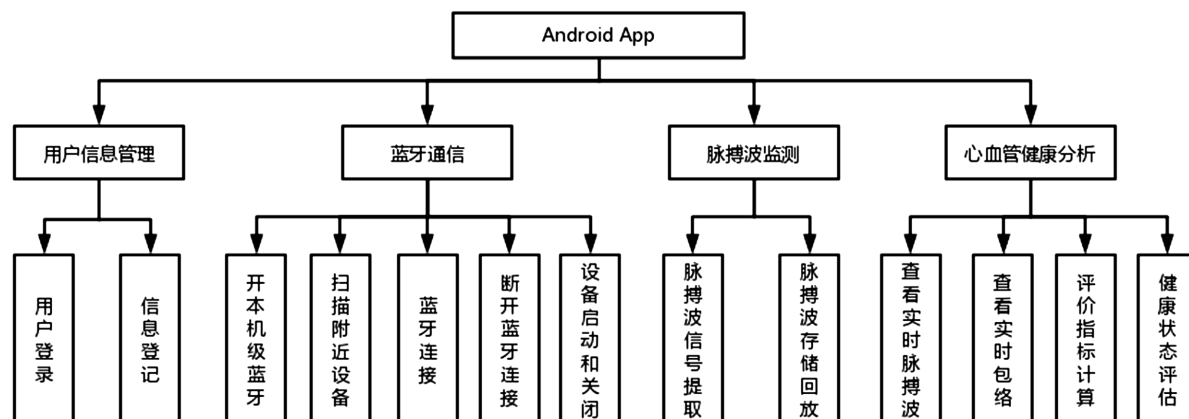 Android App
用户信息管理
蓝牙通信
脉搏波监测
心血管健康分析
用户登录
信息登记
开本机级蓝牙
扫描附近设备
蓝牙连接
断开蓝牙连接
设备启动和关闭
脉搏波信号提取
脉搏波存储回放
查看实时脉搏波
查看实时包络
评价指标计算
健康状态评估